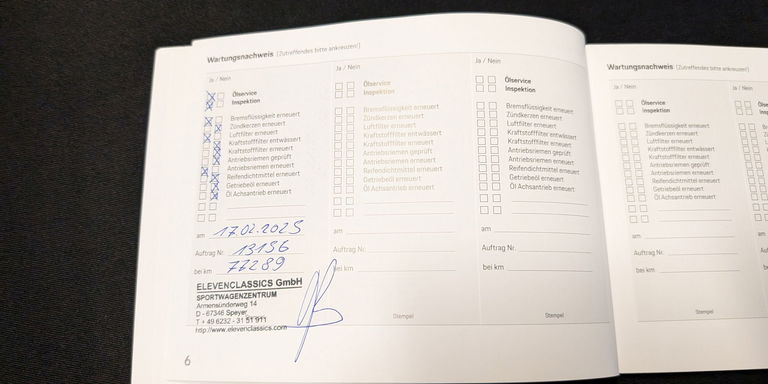 Wartungsnachweis (Zutreffendes bitte ankreuzen!)
Ja / Nein
Ölservice
Inspektion
Bremsflüssigkeit erneuert
Zündkerzen erneuert
Luftfilter erneuert
Kraftstofffilter entwässert
Kraftstofffilter erneuert
Antriebsriemen geprüft
Antriebsriemen erneuert
Reifendichtmittel erneuert
Getriebeöl erneuert
Öl Achsantrieb erneuert
am 17.02.2025
Auftrag Nr. 13156
bei km 77289
ELEVENCLASSICS GmbH
SPORTWAGENZENTRUM
Armensünderweg 14
D - 67346 Speyer
T + 49 6232 - 31 51 911
http://www.elevenclassics.com
6
Ja / Nein
Ölservice
Inspektion
Bremsflüssigkeit erneuert
Zündkerzen erneuert
Luftfilter erneuert
Kraftstofffilter entwässert
Kraftstofffilter erneuert
Antriebsriemen geprüft
Antriebsriemen erneuert
Reifendichtmittel erneuert
Getriebeöl erneuert
Öl Achsantrieb erneuert
am
Auftrag Nr.
bei km
Stempel
Ja / Nein
Ölservice
Inspektion
Bremsflüssigkeit erneuert
Zündkerzen erneuert
Luftfilter erneuert
Kraftstofffilter entwässert
Kraftstofffilter erneuert
Antriebsriemen geprüft
Antriebsriemen erneuert
Reifendichtmittel erneuert
Getriebeöl erneuert
Öl Achsantrieb erneuert
am
Auftrag Nr.
bei km
Stempel
Wartungsnachweis (Zutreffendes bitte ankreuzen!)
Ja / Nein
Ölservice
Inspektion
Bremsflüssigkeit erneuert
Zündkerzen erneuert
Luftfilter erneuert
Kraftstofffilter entwässert
Kraftstofffilter erneuert
Antriebsriemen geprüft
Antriebsriemen erneuert
Reifendichtmittel erneuert
Getriebeöl erneuert
Öl Achsantrieb erneuert
am
Auftrag Nr.
bei km
Stempel
Ja / Nein